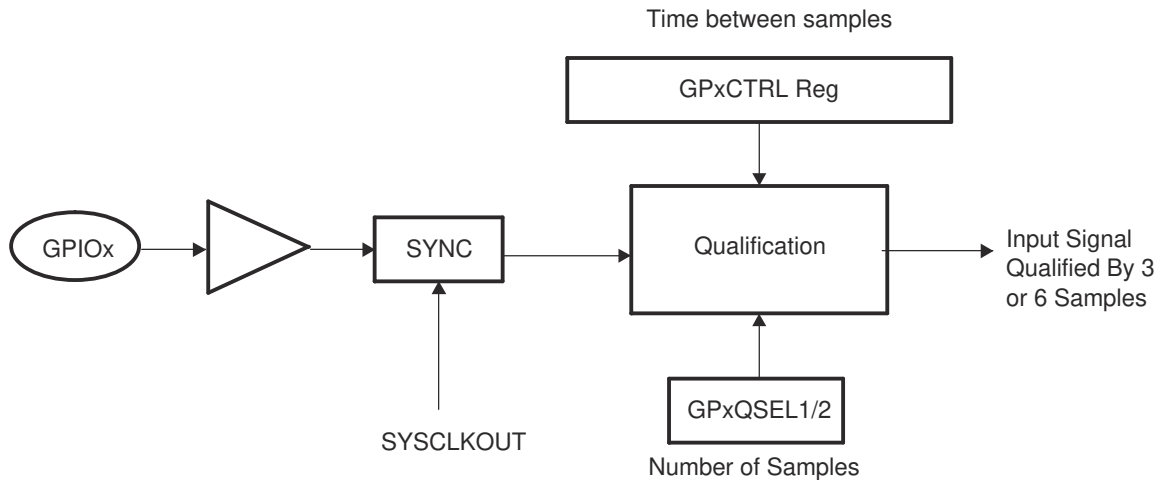 Time between samples
GPxCTRL Reg
GPIOx
SYNC
Qualification
Input Signal
Qualified By 3
or 6 Samples
GPxQSEL1/2
SYSCLKOUT
Number of Samples